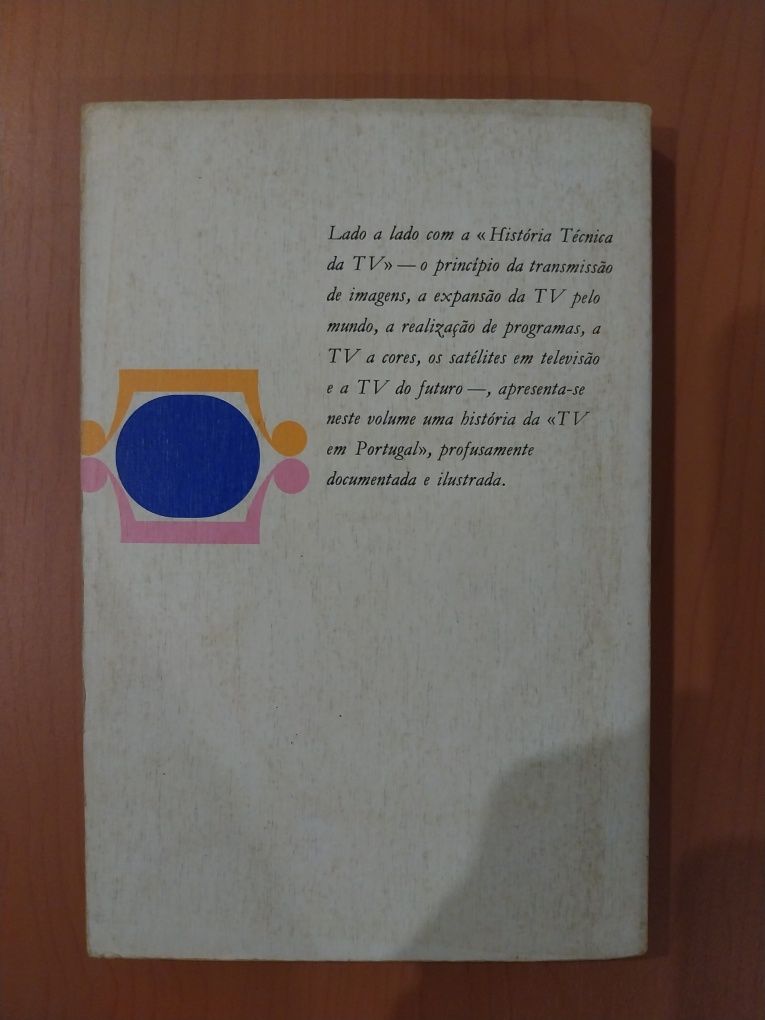 Lado a lado com a «História Técnica
da TV» — o princípio da transmissão
de imagens, a expansão da TV pelo
mundo, a realização de programas, a
TV a cores, os satélites em televisão
e a TV do futuro —, apresenta-se
neste volume uma história da «TV
em Portugal», profusamente
documentada e ilustrada.